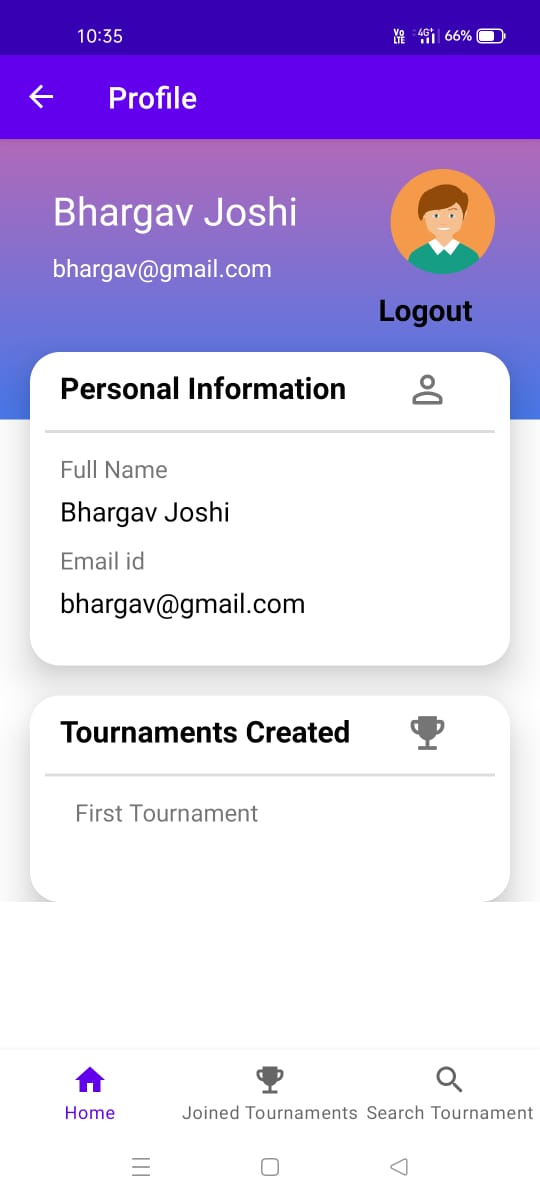 10:35
Vo LTE 4G+ 66%
Profile
Bhargav Joshi
bhargav@gmail.com
Logout
Personal Information
Full Name
Bhargav Joshi
Email id
bhargav@gmail.com
Tournaments Created
First Tournament
Home
Joined Tournaments
Search Tournament